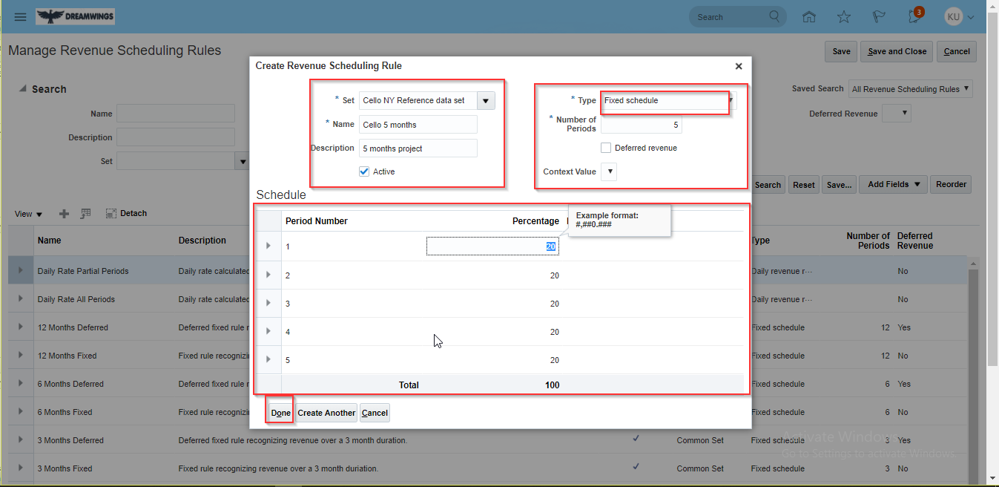 DREAMWINGS
Search
3
KU
Manage Revenue Scheduling Rules
Save
Save and Close
Cancel
Search
Saved Search All Revenue Scheduling Rules
Name
Deferred Revenue
Description
Set
Search
Reset
Save...
Add Fields
Reorder
View
Detach
Name
Description
Type
Number of
Periods
Deferred
Revenue
Daily Rate Partial Periods Daily rate calculated Daily revenue r... No
Daily Rate All Periods Daily rate calculated Daily revenue r... No
12 Months Deferred Deferred fixed rule r Fixed schedule 12 Yes
12 Months Fixed Fixed rule recognizi Fixed schedule 12 No
6 Months Deferred Deferred fixed rule r Fixed schedule 6 Yes
6 Months Fixed Fixed rule recognizi Fixed schedule 6 No
3 Months Deferred Deferred fixed rule recognizing revenue over a 3 month duration. Common Set Fixed schedule 3 Yes
3 Months Fixed Fixed rule recognizing revenue over a 3 month duriation. Common Set Fixed schedule 3 No
Create Revenue Scheduling Rule
* Set Cello NY Reference data set
* Name Cello 5 months
Description 5 months project
Active
* Type Fixed schedule
* Number of
Periods 5
Deferred revenue
Context Value
Schedule
Period Number Percentage
Example format:
#,##0.###
1 20
2 20
3 20
4 20
5 20
Total 100
Done
Create Another
Cancel
Activate Windows
Go to Settings to activate Windows.